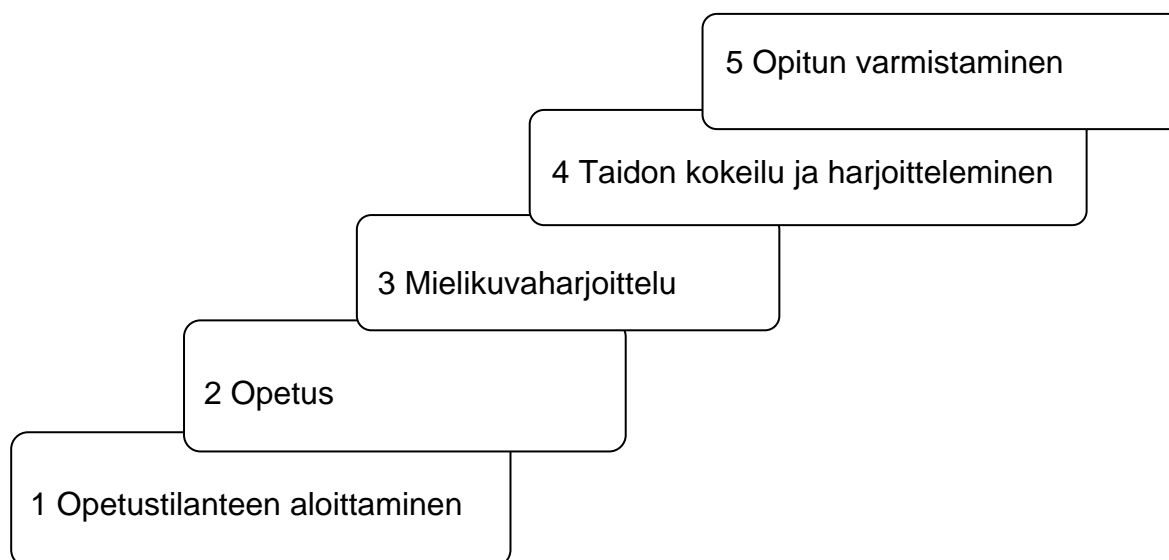 5 Opitun varmistaminen
4 Taidon kokeilu ja harjoitteleminen
3 Mielikuvaharjoittelu
2 Opetus
1 Opetustilanteen aloittaminen